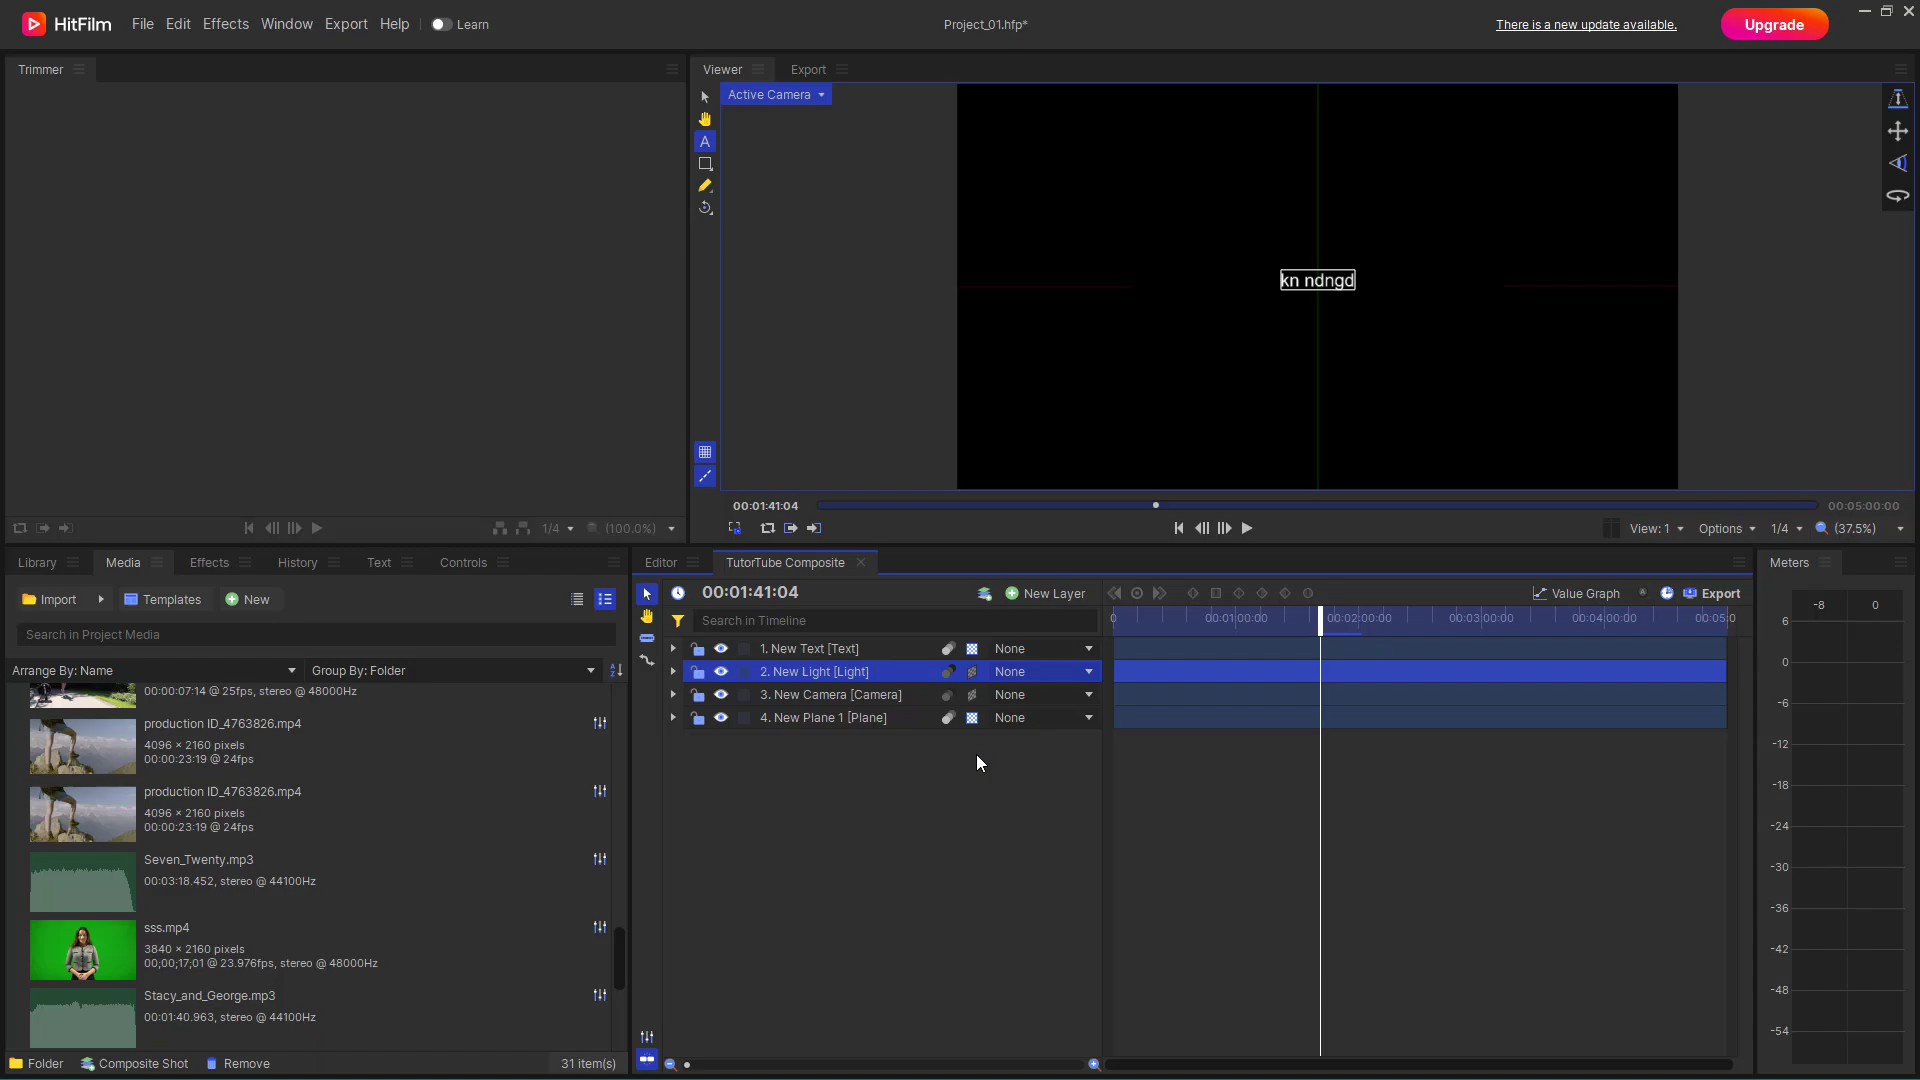 HitFilm File Edit Effects Window Export Help Learn Project_01.hfp* There is a new update available. Upgrade
Trimmer
Viewer Export
Active Camera
A
kn ndngd
00:01:41:04 00:05:00:00
1/4 (100.0%)
View: 1 Options 1/4 (37.5%)
Library Media Effects History Text Controls
Import Templates New
Search in Project Media
Arrange By: Name Group By: Folder
00:00:07:14 @ 25fps, stereo @ 48000Hz
production ID_4763826.mp4
4096 × 2160 pixels
00:00:23:19 @ 24fps
production ID_4763826.mp4
4096 × 2160 pixels
00:00:23:19 @ 24fps
Seven_Twenty.mp3
00:03:18.452, stereo @ 44100Hz
sss.mp4
3840 × 2160 pixels
00;00;17;01 @ 23.976fps, stereo @ 48000Hz
Stacy_and_George.mp3
00:01:40.963, stereo @ 44100Hz
Folder Composite Shot Remove 31 item(s)
Editor TutorTube Composite
00:01:41:04 New Layer Value Graph Export
Search in Timeline
0 00:01:00:00 00:02:00:00 00:03:00:00 00:04:00:00 00:05:0
1. New Text [Text] None
2. New Light [Light] None
3. New Camera [Camera] None
4. New Plane 1 [Plane] None
Meters
-8 0
6
0
-6
-12
-18
-24
-30
-36
-42
-48
-54